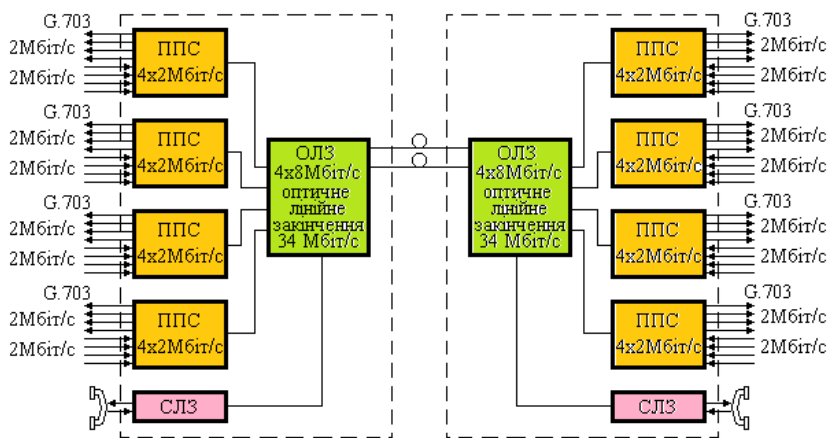 G.703
2Мбіт/с
2Мбіт/с
ППС
4х2Мбіт/с
G.703
2Мбіт/с
2Мбіт/с
ППС
4х2Мбіт/с
G.703
2Мбіт/с
2Мбіт/с
ППС
4х2Мбіт/с
G.703
2Мбіт/с
2Мбіт/с
ППС
4х2Мбіт/с
СЛЗ
ОЛЗ
4х8Мбіт/с
оптичне
лінійне
закінчення
34 Мбіт/с
ОЛЗ
4х8Мбіт/с
оптичне
лінійне
закінчення
34 Мбіт/с
ППС
4х2Мбіт/с
G.703
2Мбіт/с
2Мбіт/с
ППС
4х2Мбіт/с
G.703
2Мбіт/с
2Мбіт/с
ППС
4х2Мбіт/с
G.703
2Мбіт/с
2Мбіт/с
ППС
4х2Мбіт/с
G.703
2Мбіт/с
2Мбіт/с
СЛЗ